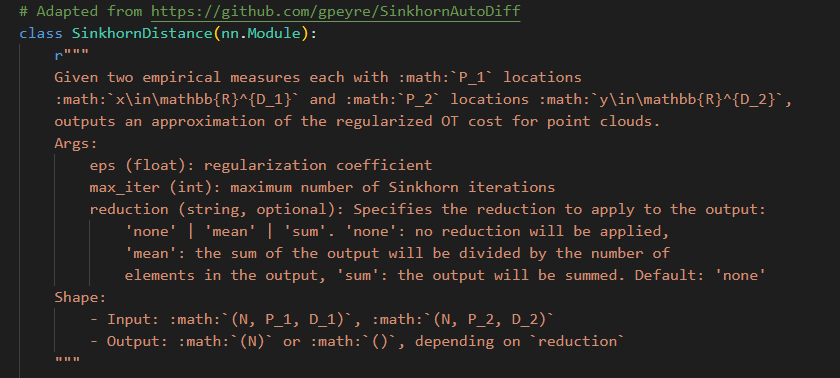 # Adapted from https://github.com/gpeyre/SinkhornAutoDiff
class SinkhornDistance(nn.Module):
r"""
Given two empirical measures each with :math:`P_1` locations
:math:`x\in\mathbb{R}^{D_1}` and :math:`P_2` locations :math:`y\in\mathbb{R}^{D_2}`,
outputs an approximation of the regularized OT cost for point clouds.
Args:
eps (float): regularization coefficient
max_iter (int): maximum number of Sinkhorn iterations
reduction (string, optional): Specifies the reduction to apply to the output:
'none' | 'mean' | 'sum'. 'none': no reduction will be applied,
'mean': the sum of the output will be divided by the number of
elements in the output, 'sum': the output will be summed. Default: 'none'
Shape:
- Input: :math:`(N, P_1, D_1)`, :math:`(N, P_2, D_2)`
- Output: :math:`(N)` or :math:`()`, depending on `reduction`
"""